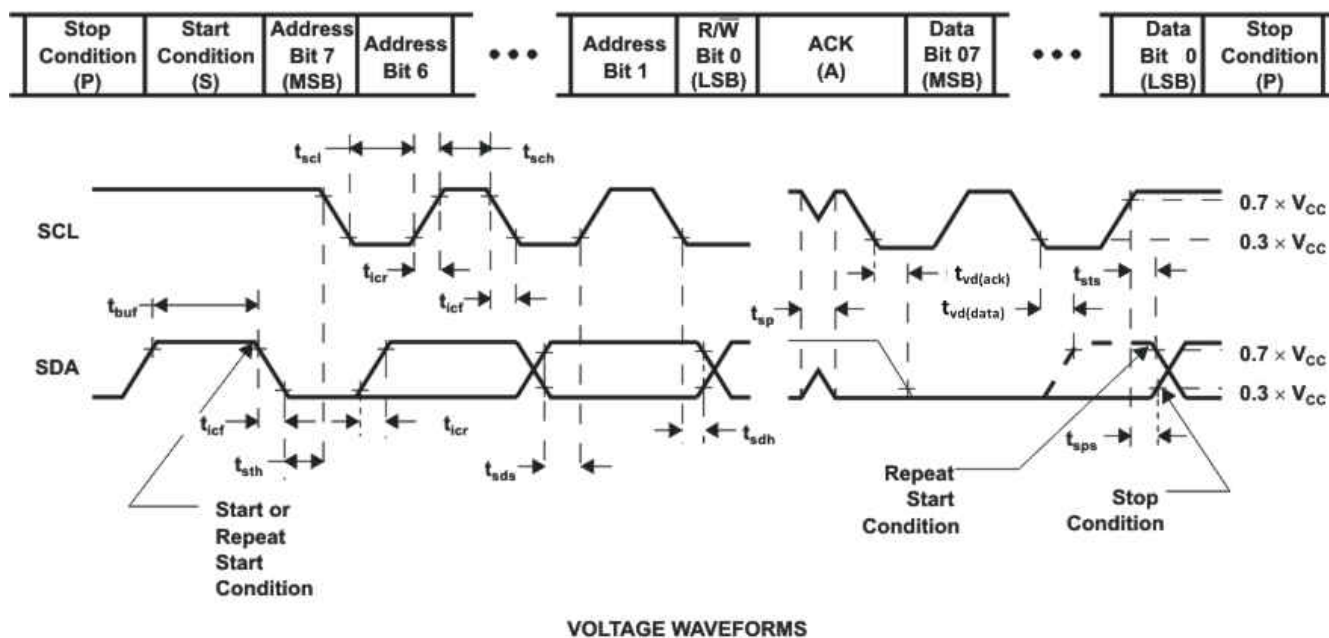 Stop
Condition
(P)
Start
Condition
(S)
Address
Bit 7
(MSB)
Address
Bit 6
•••
Address
Bit 1
R/W̅
Bit 0
(LSB)
ACK
(A)
Data
Bit 07
(MSB)
•••
Data
Bit 0
(LSB)
Stop
Condition
(P)
tscl
tsch
SCL
0.7 × VCC
0.3 × VCC
ticr
ticf
tvd(ack)
tsts
tbuf
tsp
tvd(data)
SDA
0.7 × VCC
0.3 × VCC
ticf
ticr
tsdh
tsth
tsds
tsps
Start or
Repeat
Start
Condition
Repeat
Start
Condition
Stop
Condition
VOLTAGE WAVEFORMS